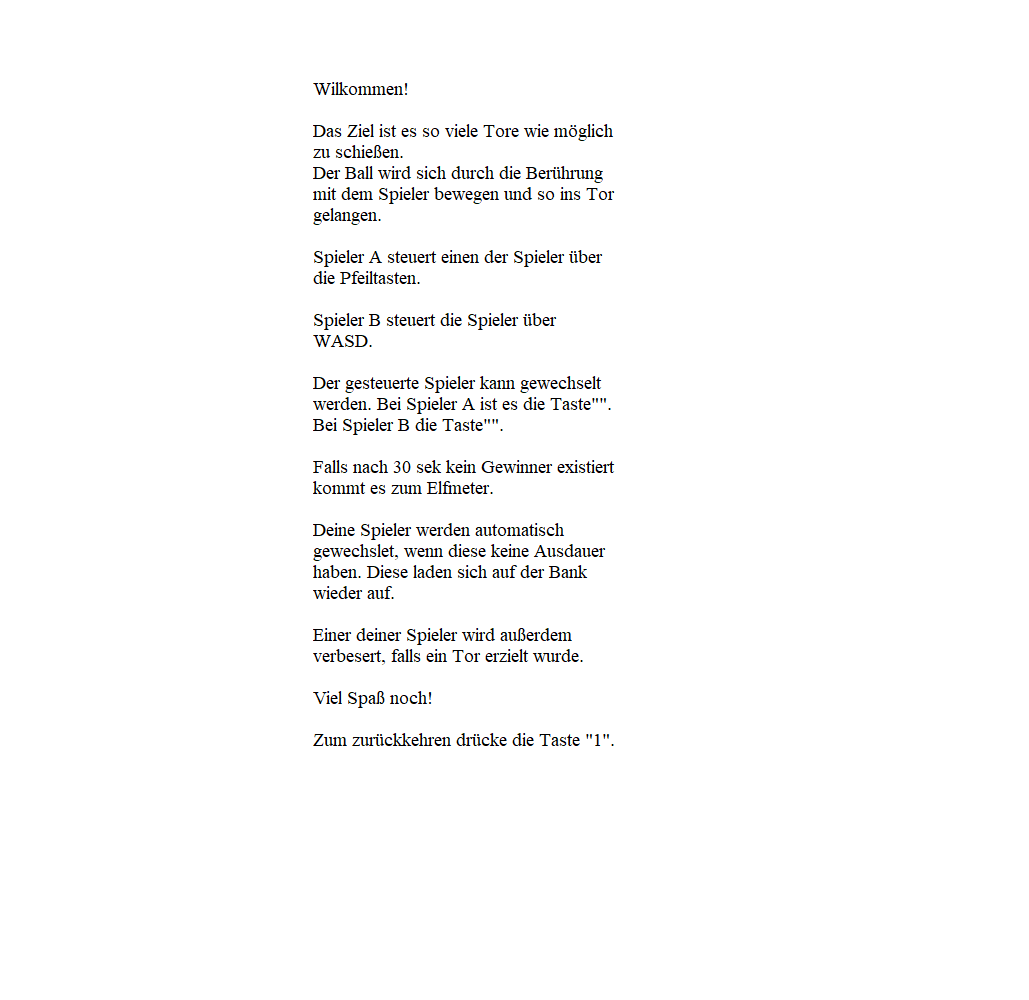 Wilkommen!
Das Ziel ist es so viele Tore wie möglich
zu schießen.
Der Ball wird sich durch die Berührung
mit dem Spieler bewegen und so ins Tor
gelangen.
Spieler A steuert einen der Spieler über
die Pfeiltasten.
Spieler B steuert die Spieler über
WASD.
Der gesteuerte Spieler kann gewechselt
werden. Bei Spieler A ist es die Taste"".
Bei Spieler B die Taste"".
Falls nach 30 sek kein Gewinner existiert
kommt es zum Elfmeter.
Deine Spieler werden automatisch
gewechslet, wenn diese keine Ausdauer
haben. Diese laden sich auf der Bank
wieder auf.
Einer deiner Spieler wird außerdem
verbesert, falls ein Tor erzielt wurde.
Viel Spaß noch!
Zum zurückkehren drücke die Taste "1".